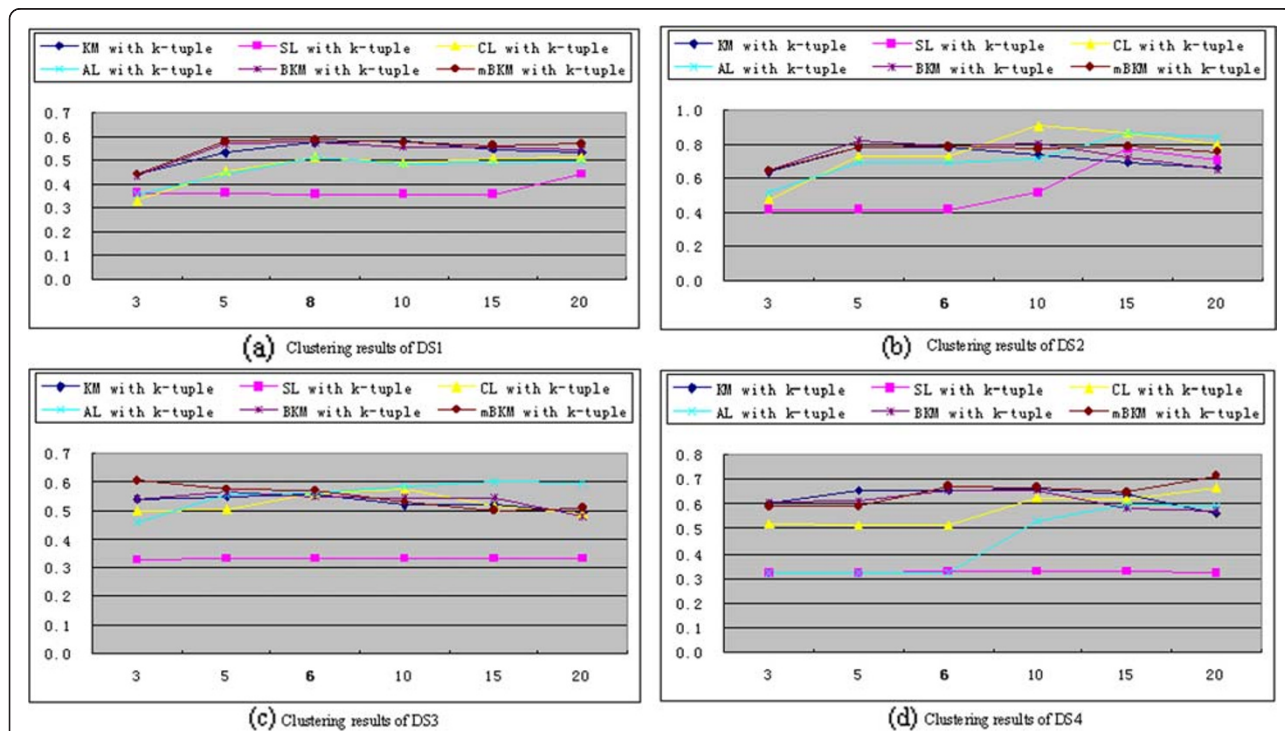 KM with k-tuple SL with k-tuple CL with k-tuple
AL with k-tuple BKM with k-tuple mBKM with k-tuple
0.7
0.6
0.5
0.4
0.3
0.2
0.1
0.0
3 5 8 10 15 20
(a) Clustering results of DS1
KM with k-tuple SL with k-tuple CL with k-tuple
AL with k-tuple BKM with k-tuple mBKM with k-tuple
1.0
0.8
0.6
0.4
0.2
0.0
3 5 6 10 15 20
(b) Clustering results of DS2
KM with k-tuple SL with k-tuple CL with k-tuple
AL with k-tuple BKM with k-tuple mBKM with k-tuple
0.7
0.6
0.5
0.4
0.3
0.2
0.1
0.0
3 5 6 10 15 20
(c) Clustering results of DS3
KM with k-tuple SL with k-tuple CL with k-tuple
AL with k-tuple BKM with k-tuple mBKM with k-tuple
0.8
0.7
0.6
0.5
0.4
0.3
0.2
0.1
0.0
3 5 6 10 15 20
(d) Clustering results of DS4